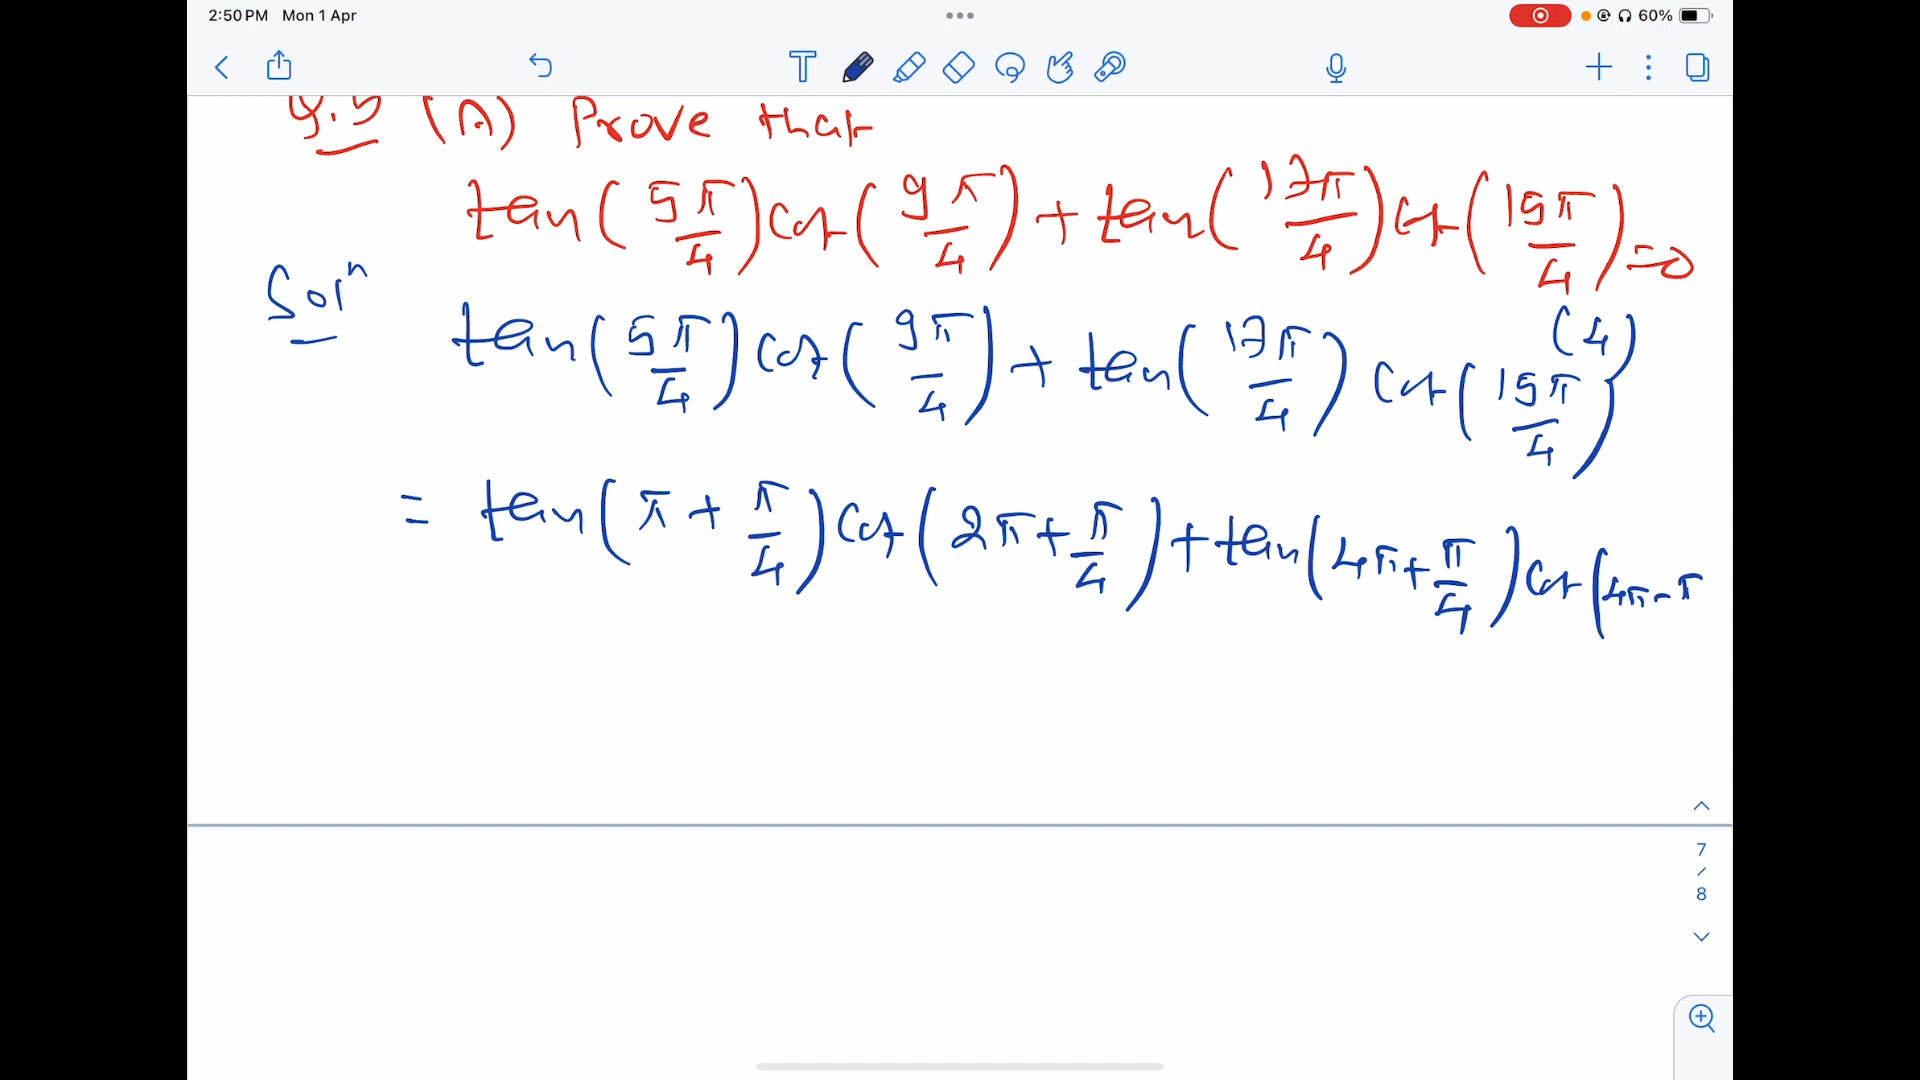 2:50 PM Mon 1 Apr
60%
Q.5 (A) Prove that
tan(5π/4)cot(9π/4)+tan(17π/4)cot(15π/4)=0
(4)
Solⁿ tan(5π/4)cot(9π/4)+tan(17π/4)cot(15π/4)
= tan(π+π/4)cot(2π+π/4)+tan(4π+π/4)cot(4π-π
7
/
8